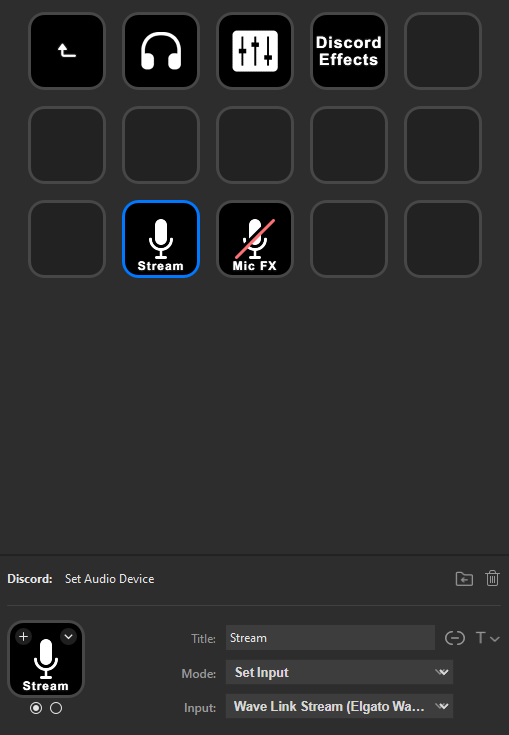 Discord
Effects
Stream
Mic FX
Discord: Set Audio Device
Stream
Title: Stream
T
Mode: Set Input
Input: Wave Link Stream (Elgato Wa...